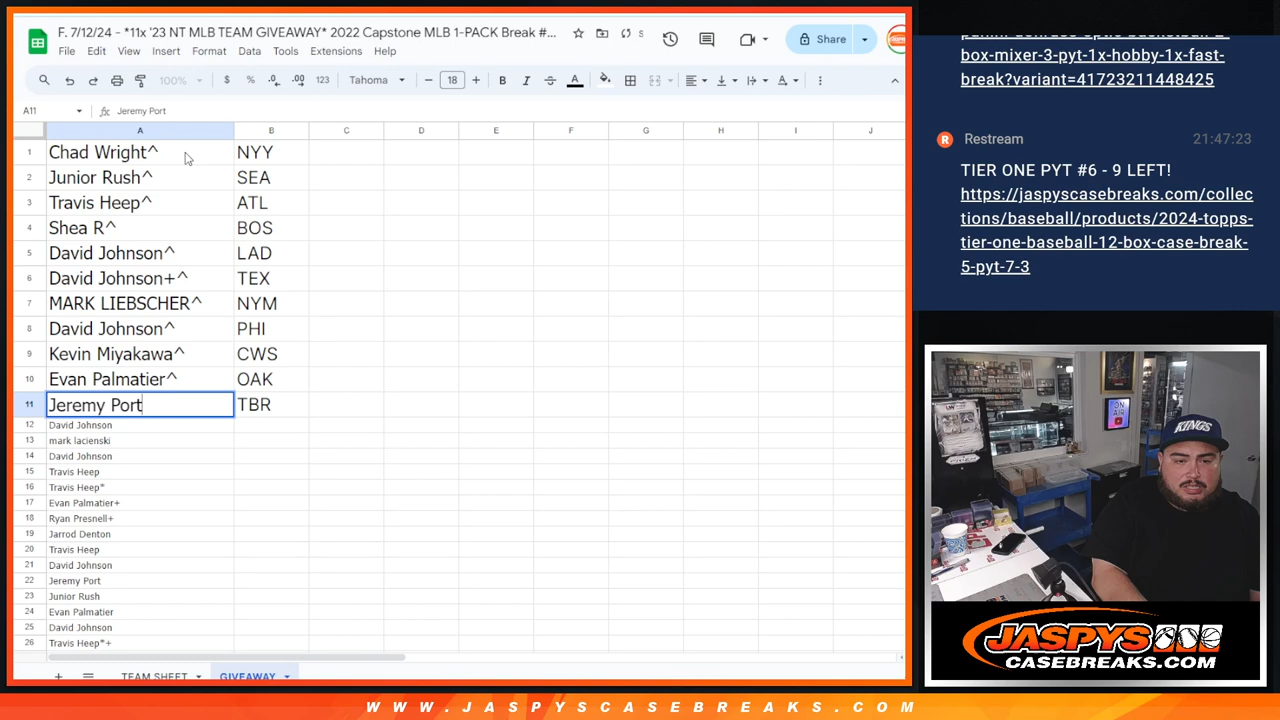 F. 7/12/24 - *11x '23 NT MLB TEAM GIVEAWAY* 2022 Capstone MLB 1-PACK Break #...
Share
File Edit View Insert Format Data Tools Extensions Help
100% $ % .0 .00 123 Tahoma 18 B I A
A11 fx Jeremy Port
A B C D E F G H I J
1 Chad Wright^ NYY
2 Junior Rush^ SEA
3 Travis Heep^ ATL
4 Shea R^ BOS
5 David Johnson^ LAD
6 David Johnson+^ TEX
7 MARK LIEBSCHER^ NYM
8 David Johnson^ PHI
9 Kevin Miyakawa^ CWS
10 Evan Palmatier^ OAK
11 Jeremy Port TBR
12 David Johnson
13 mark lacienski
14 David Johnson
15 Travis Heep
16 Travis Heep*
17 Evan Palmatier+
18 Ryan Presnell+
19 Jarrod Denton
20 Travis Heep
21 David Johnson
22 Jeremy Port
23 Junior Rush
24 Evan Palmatier
25 David Johnson
26 Travis Heep*+
TEAM SHEET GIVEAWAY
box-mixer-3-pyt-1x-hobby-1x-fast-
break?variant=41723211448425
R Restream 21:47:23
TIER ONE PYT #6 - 9 LEFT!
https://jaspyscasebreaks.com/collec
tions/baseball/products/2024-topps-
tier-one-baseball-12-box-case-break-
5-pyt-7-3
ON AIR
KINGS
JASPYS
CASEBREAKS.COM
WWW.JASPYSCASEBREAKS.COM